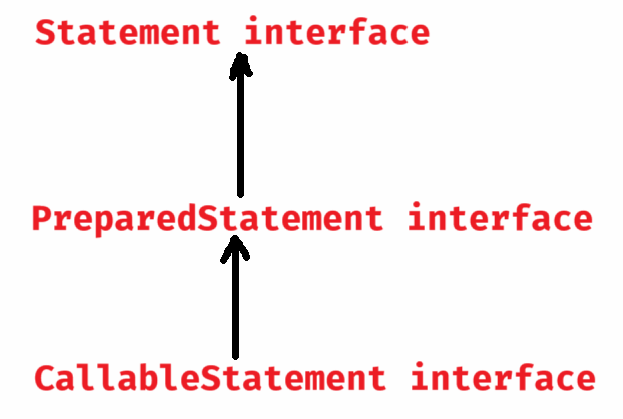 Statement interface
PreparedStatement interface
CallableStatement interface